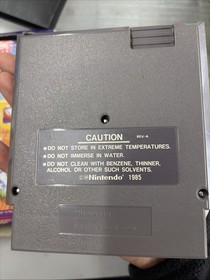 CAUTION REV-A
•DO NOT STORE IN EXTREME TEMPERATURES.
•DO NOT IMMERSE IN WATER.
•DO NOT CLEAN WITH BENZENE, THINNER,
ALCOHOL OR OTHER SUCH SOLVENTS.
©Nintendo® 1985